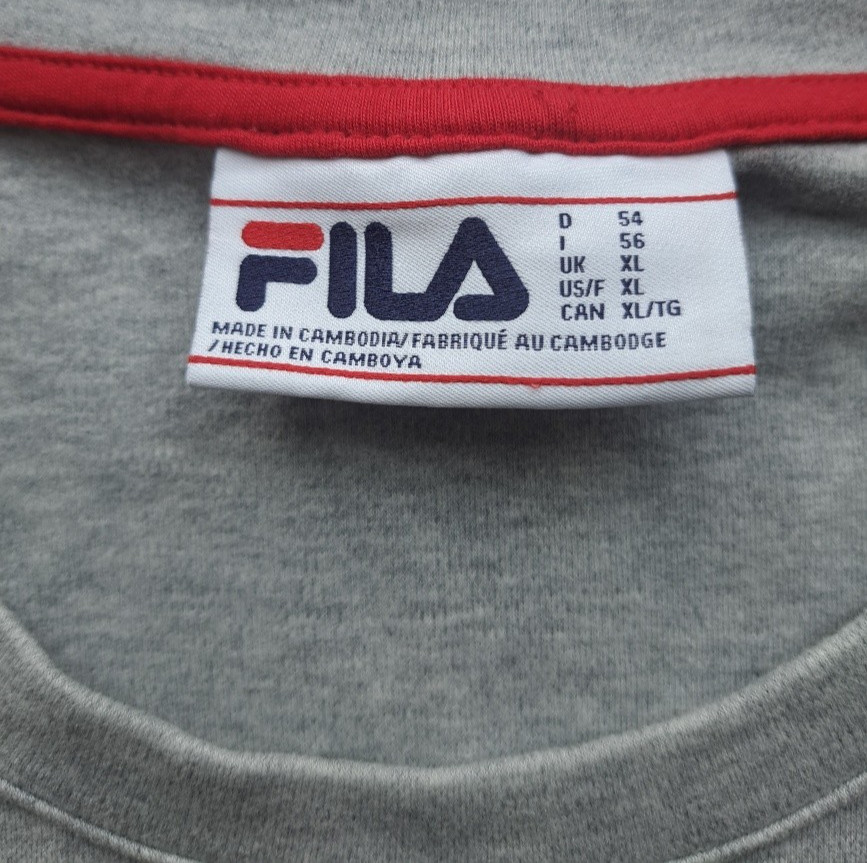 FILA
D 54
I 56
UK XL
US/F XL
CAN XL/TG
MADE IN CAMBODIA/FABRIQUÉ AU CAMBODGE
/HECHO EN CAMBOYA